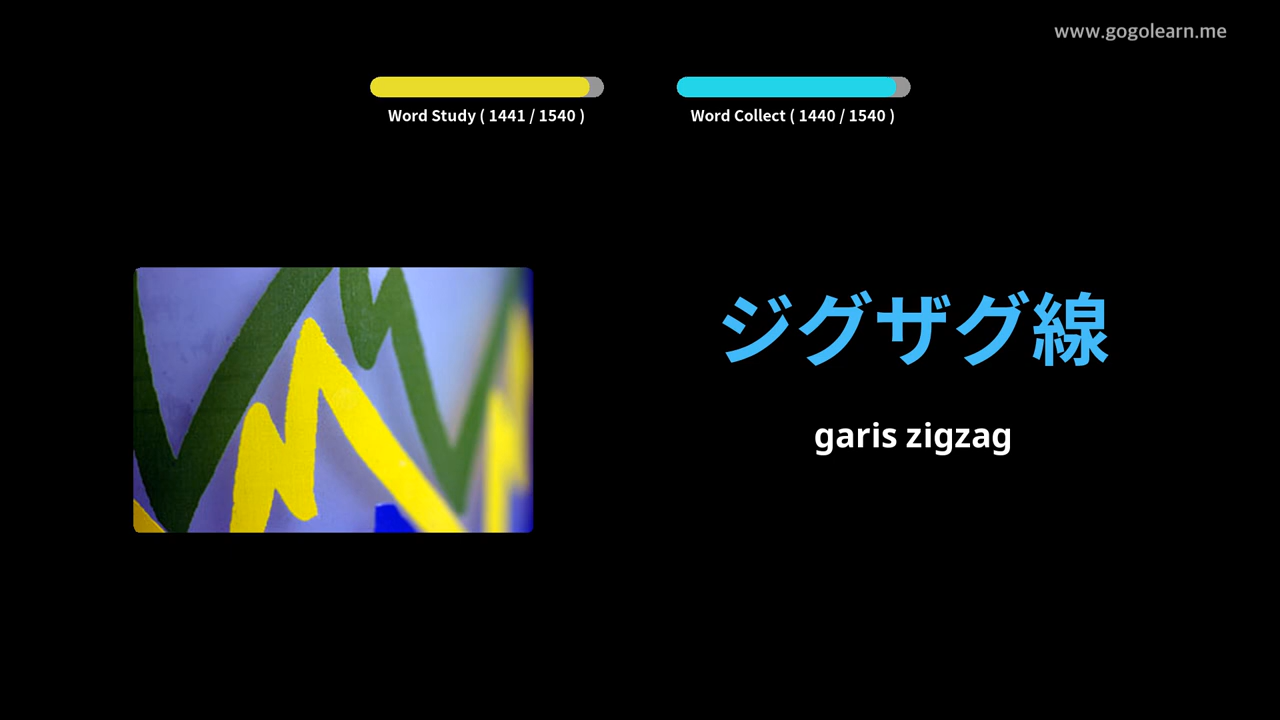 www.gogolearn.me
Word Study ( 1441 / 1540 )
Word Collect ( 1440 / 1540 )
ジグザグ線
garis zigzag